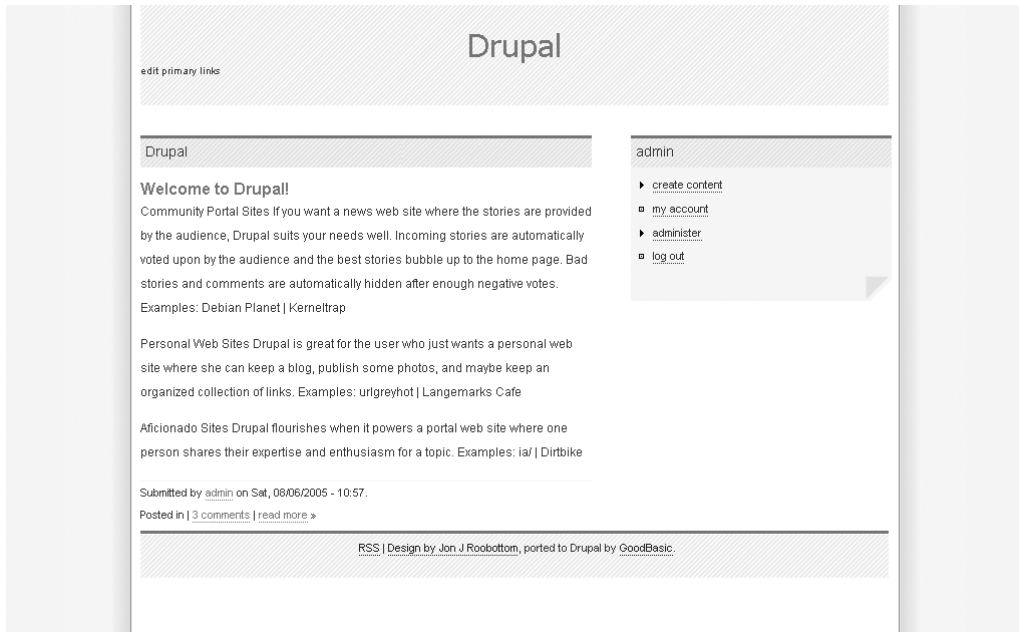 Drupal
edit primary links
Drupal
Welcome to Drupal!
Community Portal Sites If you want a news web site where the stories are provided
by the audience, Drupal suits your needs well. Incoming stories are automatically
voted upon by the audience and the best stories bubble up to the home page. Bad
stories and comments are automatically hidden after enough negative votes.
Examples: Debian Planet | Kerneltrap
Personal Web Sites Drupal is great for the user who just wants a personal web
site where she can keep a blog, publish some photos, and maybe keep an
organized collection of links. Examples: urlgreyhot | Langemarks Cafe
Aficionado Sites Drupal flourishes when it powers a portal web site where one
person shares their expertise and enthusiasm for a topic. Examples: ia/ | Dirtbike
Submitted by admin on Sat, 08/06/2005 - 10:57.
Posted in | 3 comments | read more »
admin
create content
my account
administer
log out
RSS | Design by Jon J Roobottom, ported to Drupal by GoodBasic.